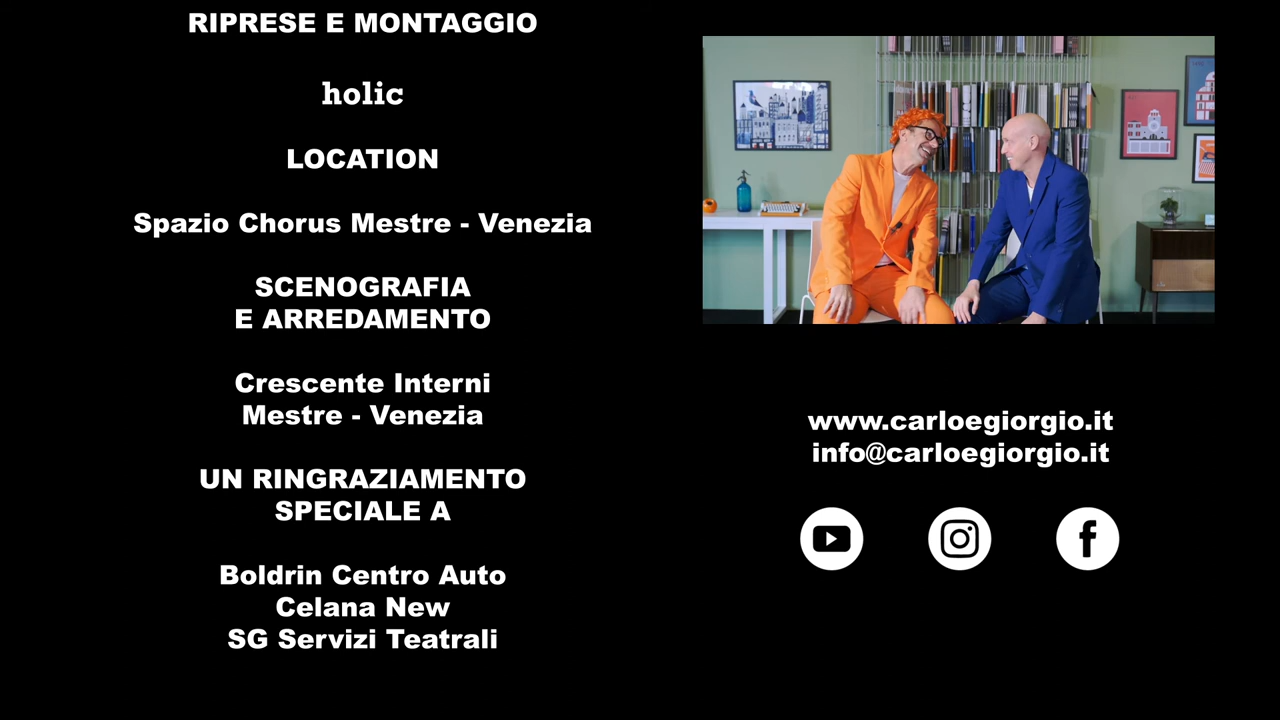 RIPRESE E MONTAGGIO
holic
LOCATION
Spazio Chorus Mestre - Venezia
SCENOGRAFIA
E ARREDAMENTO
Crescente Interni
Mestre - Venezia
UN RINGRAZIAMENTO
SPECIALE A
Boldrin Centro Auto
Celana New
SG Servizi Teatrali
www.carloegiorgio.it
info@carloegiorgio.it